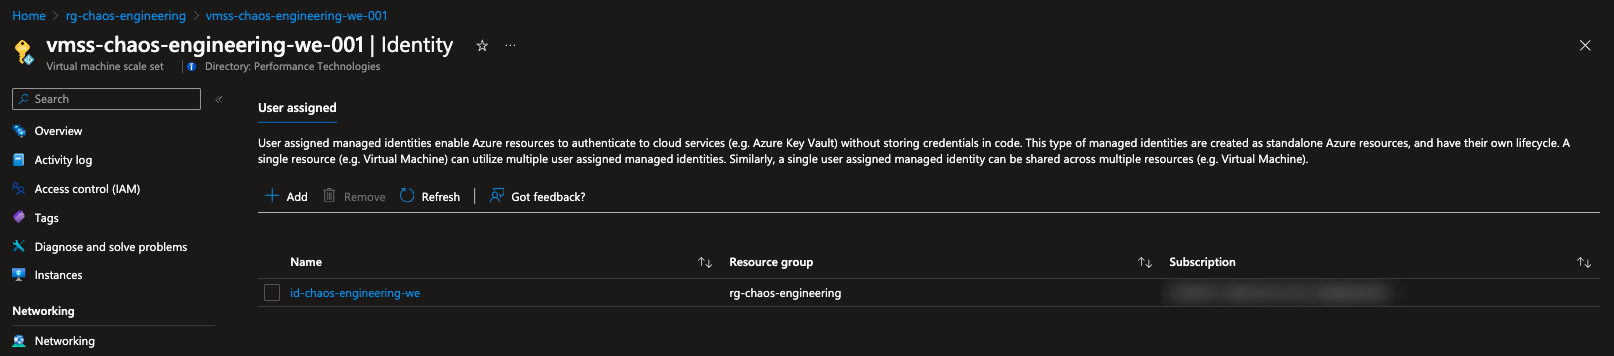 Home > rg-chaos-engineering > vmss-chaos-engineering-we-001
vmss-chaos-engineering-we-001 | Identity
Virtual machine scale set | Directory: Performance Technologies
Search
Overview
Activity log
Access control (IAM)
Tags
Diagnose and solve problems
Instances
Networking
Networking
User assigned
User assigned managed identities enable Azure resources to authenticate to cloud services (e.g. Azure Key Vault) without storing credentials in code. This type of managed identities are created as standalone Azure resources, and have their own lifecycle. A
single resource (e.g. Virtual Machine) can utilize multiple user assigned managed identities. Similarly, a single user assigned managed identity can be shared across multiple resources (e.g. Virtual Machine).
Add Remove Refresh | Got feedback?
Name Resource group Subscription
id-chaos-engineering-we rg-chaos-engineering